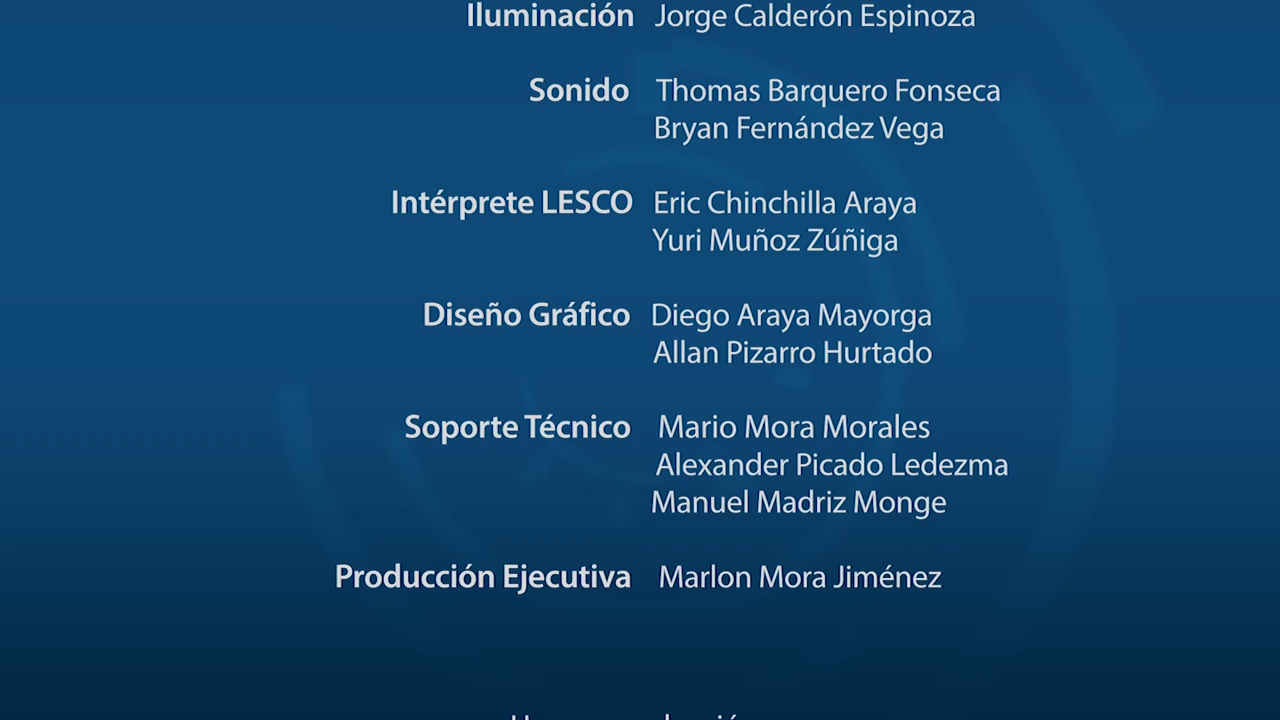 Iluminación Jorge Calderón Espinoza
Sonido Thomas Barquero Fonseca
Bryan Fernández Vega
Intérprete LESCO Eric Chinchilla Araya
Yuri Muñoz Zúñiga
Diseño Gráfico Diego Araya Mayorga
Allan Pizarro Hurtado
Soporte Técnico Mario Mora Morales
Alexander Picado Ledezma
Manuel Madriz Monge
Producción Ejecutiva Marlon Mora Jiménez